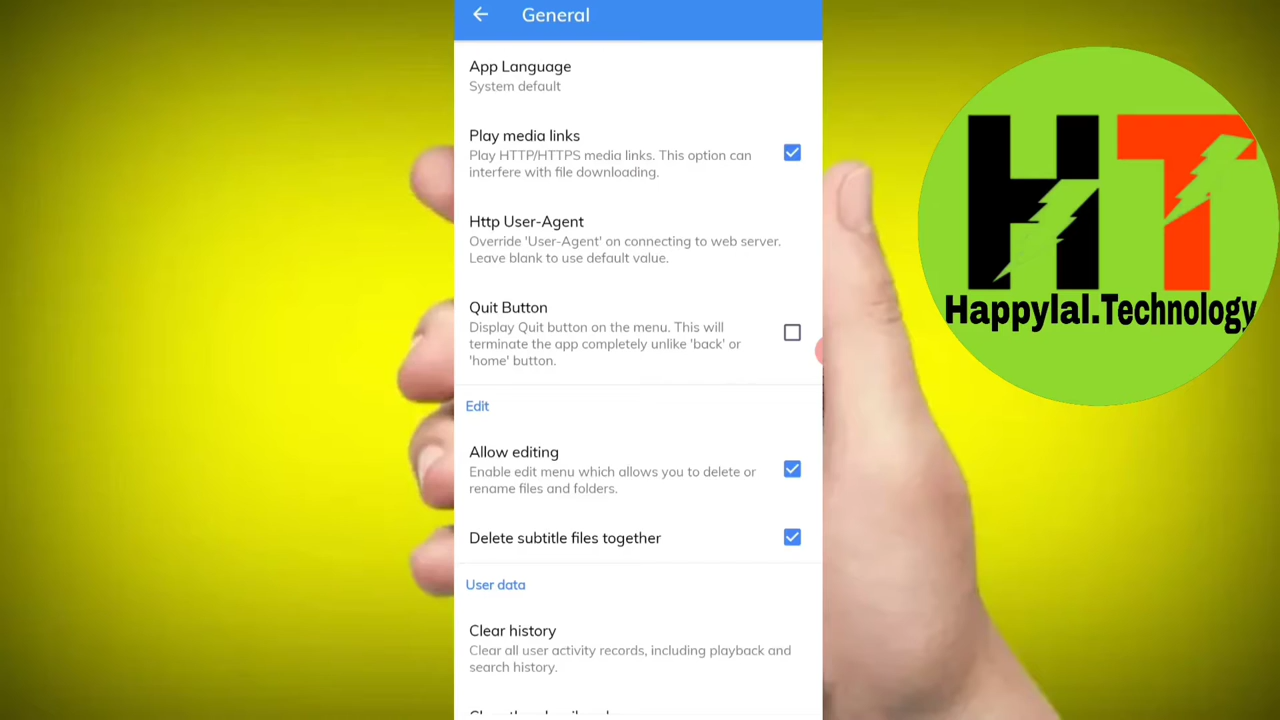 General
App Language
System default
Play media links
Play HTTP/HTTPS media links. This option can
interfere with file downloading.
Http User-Agent
Override 'User-Agent' on connecting to web server.
Leave blank to use default value.
Quit Button
Display Quit button on the menu. This will
terminate the app completely unlike 'back' or
'home' button.
Edit
Allow editing
Enable edit menu which allows you to delete or
rename files and folders.
Delete subtitle files together
User data
Clear history
Clear all user activity records, including playback and
search history.
HT
Happylal.Technology